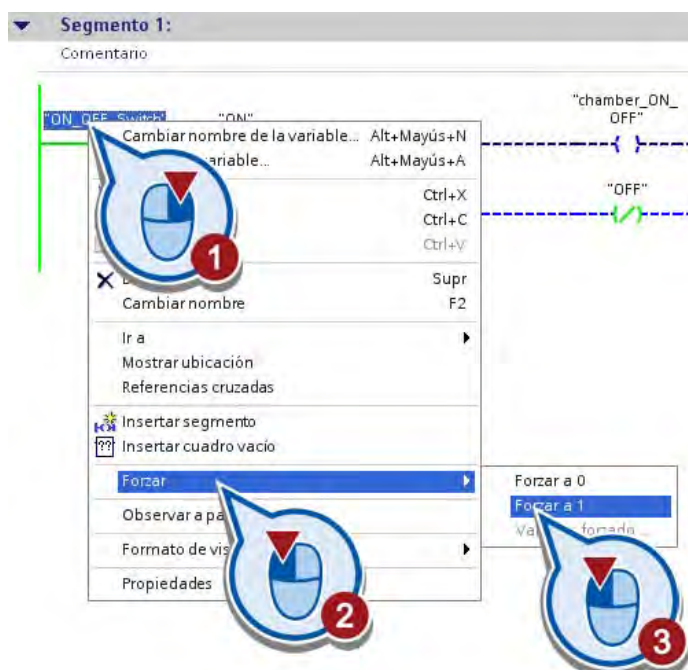 Segmento 1:
Comentario
"ON_OFF_Switch" "ON"
"chamber_ON_
OFF"
Cambiar nombre de la variable... Alt+Mayús+N
ariable... Alt+Mayús+A
"OFF"
Ctrl+X
Ctrl+C
Ctrl+V
1
Supr
Cambiar nombre F2
Ir a
Mostrar ubicación
Referencias cruzadas
Insertar segmento
?? Insertar cuadro vacío
Forzar
Forzar a 0
Forzar a 1
Observar a pa
Formato de vis
Propiedades
2
3